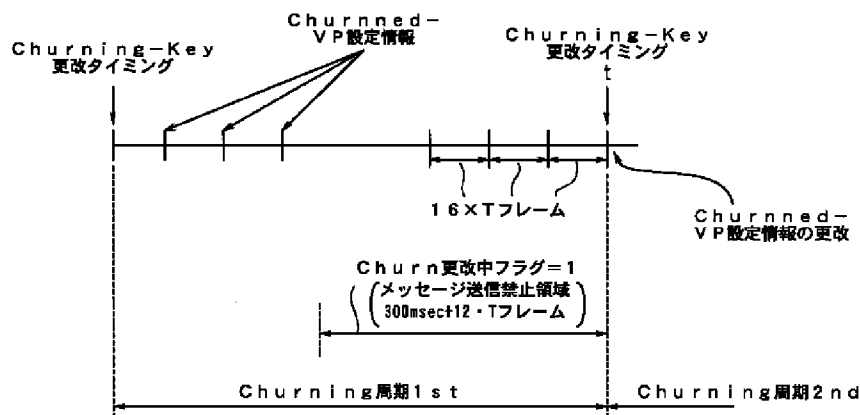 Churnned-
VP設定情報
Churning-Key
更改タイミング
Churning-Key
更改タイミング
t
16×Tフレーム
Churnned-
VP設定情報の更改
Churn更改中フラグ=1
(メッセージ送信禁止領域
300msec+12・Tフレーム)
Churning周期1st
Churning周期2nd